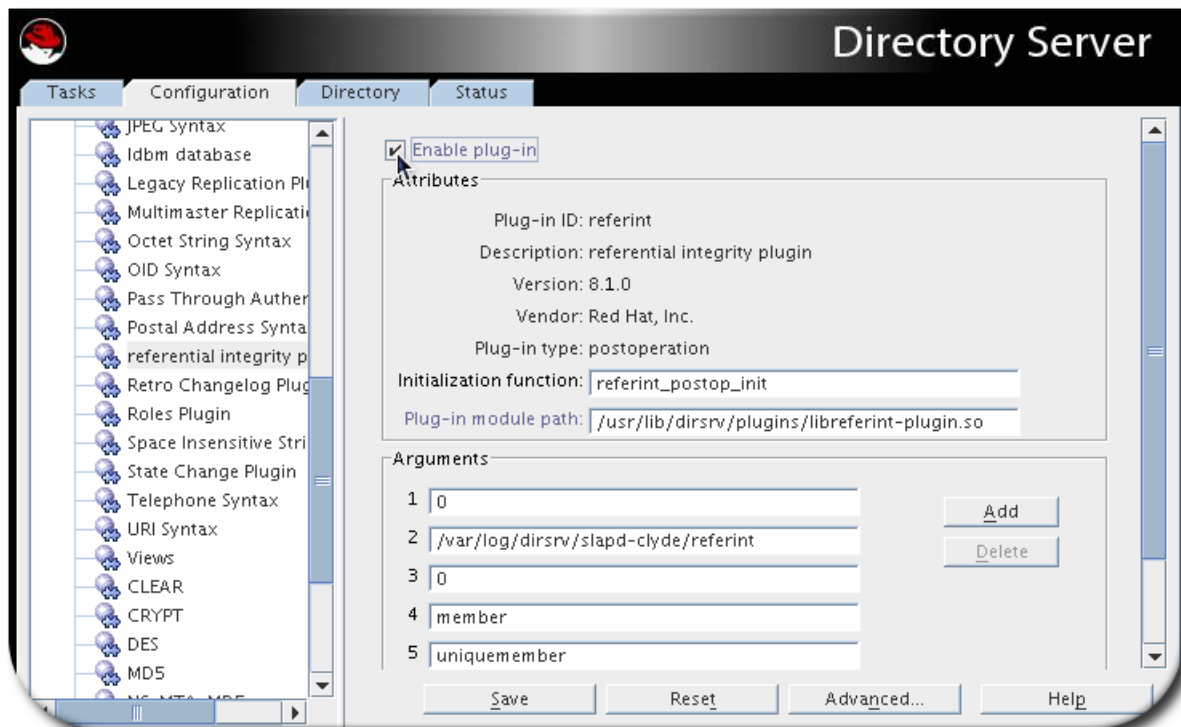 Directory Server
Tasks
Configuration
Directory
Status
JPEG Syntax
ldbm database
Legacy Replication Plu
Multimaster Replicati
Octet String Syntax
OID Syntax
Pass Through Auther
Postal Address Synta
referential integrity p
Retro Changelog Plug
Roles Plugin
Space Insensitive Stri
State Change Plugin
Telephone Syntax
URI Syntax
Views
CLEAR
CRYPT
DES
MD5
Enable plug-in
Attributes
Plug-in ID: referint
Description: referential integrity plugin
Version: 8.1.0
Vendor: Red Hat, Inc.
Plug-in type: postoperation
Initialization function: referint_postop_init
Plug-in module path: /usr/lib/dirsrv/plugins/libreferint-plugin.so
Arguments
1 0
2 /var/log/dirsrv/slapd-clyde/referint
3 0
4 member
5 uniquemember
Add
Delete
Save
Reset
Advanced...
Help